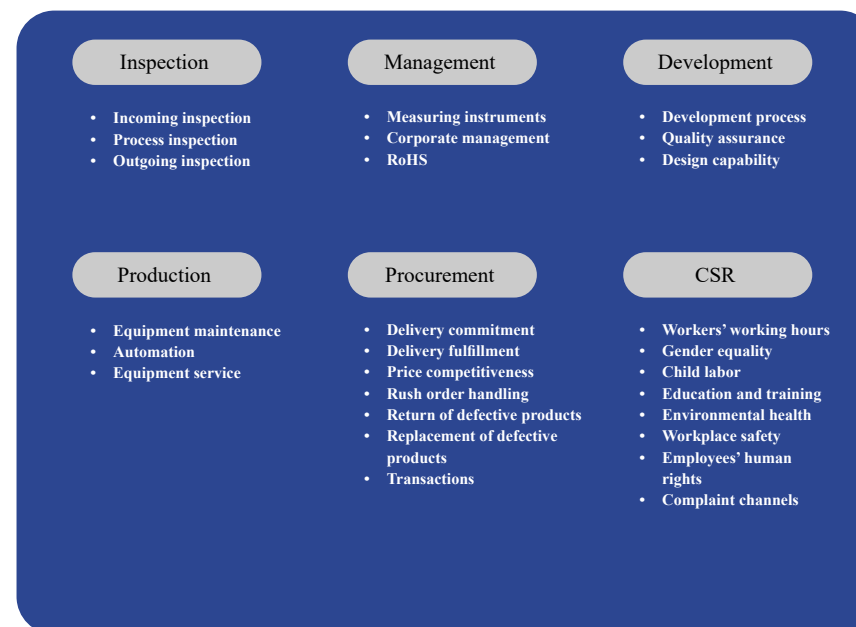 Inspection
• Incoming inspection
• Process inspection
• Outgoing inspection
Management
• Measuring instruments
• Corporate management
• RoHS
Development
• Development process
• Quality assurance
• Design capability
Production
• Equipment maintenance
• Automation
• Equipment service
Procurement
• Delivery commitment
• Delivery fulfillment
• Price competitiveness
• Rush order handling
• Return of defective products
• Replacement of defective
products
• Transactions
CSR
• Workers’ working hours
• Gender equality
• Child labor
• Education and training
• Environmental health
• Workplace safety
• Employees’ human
rights
• Complaint channels